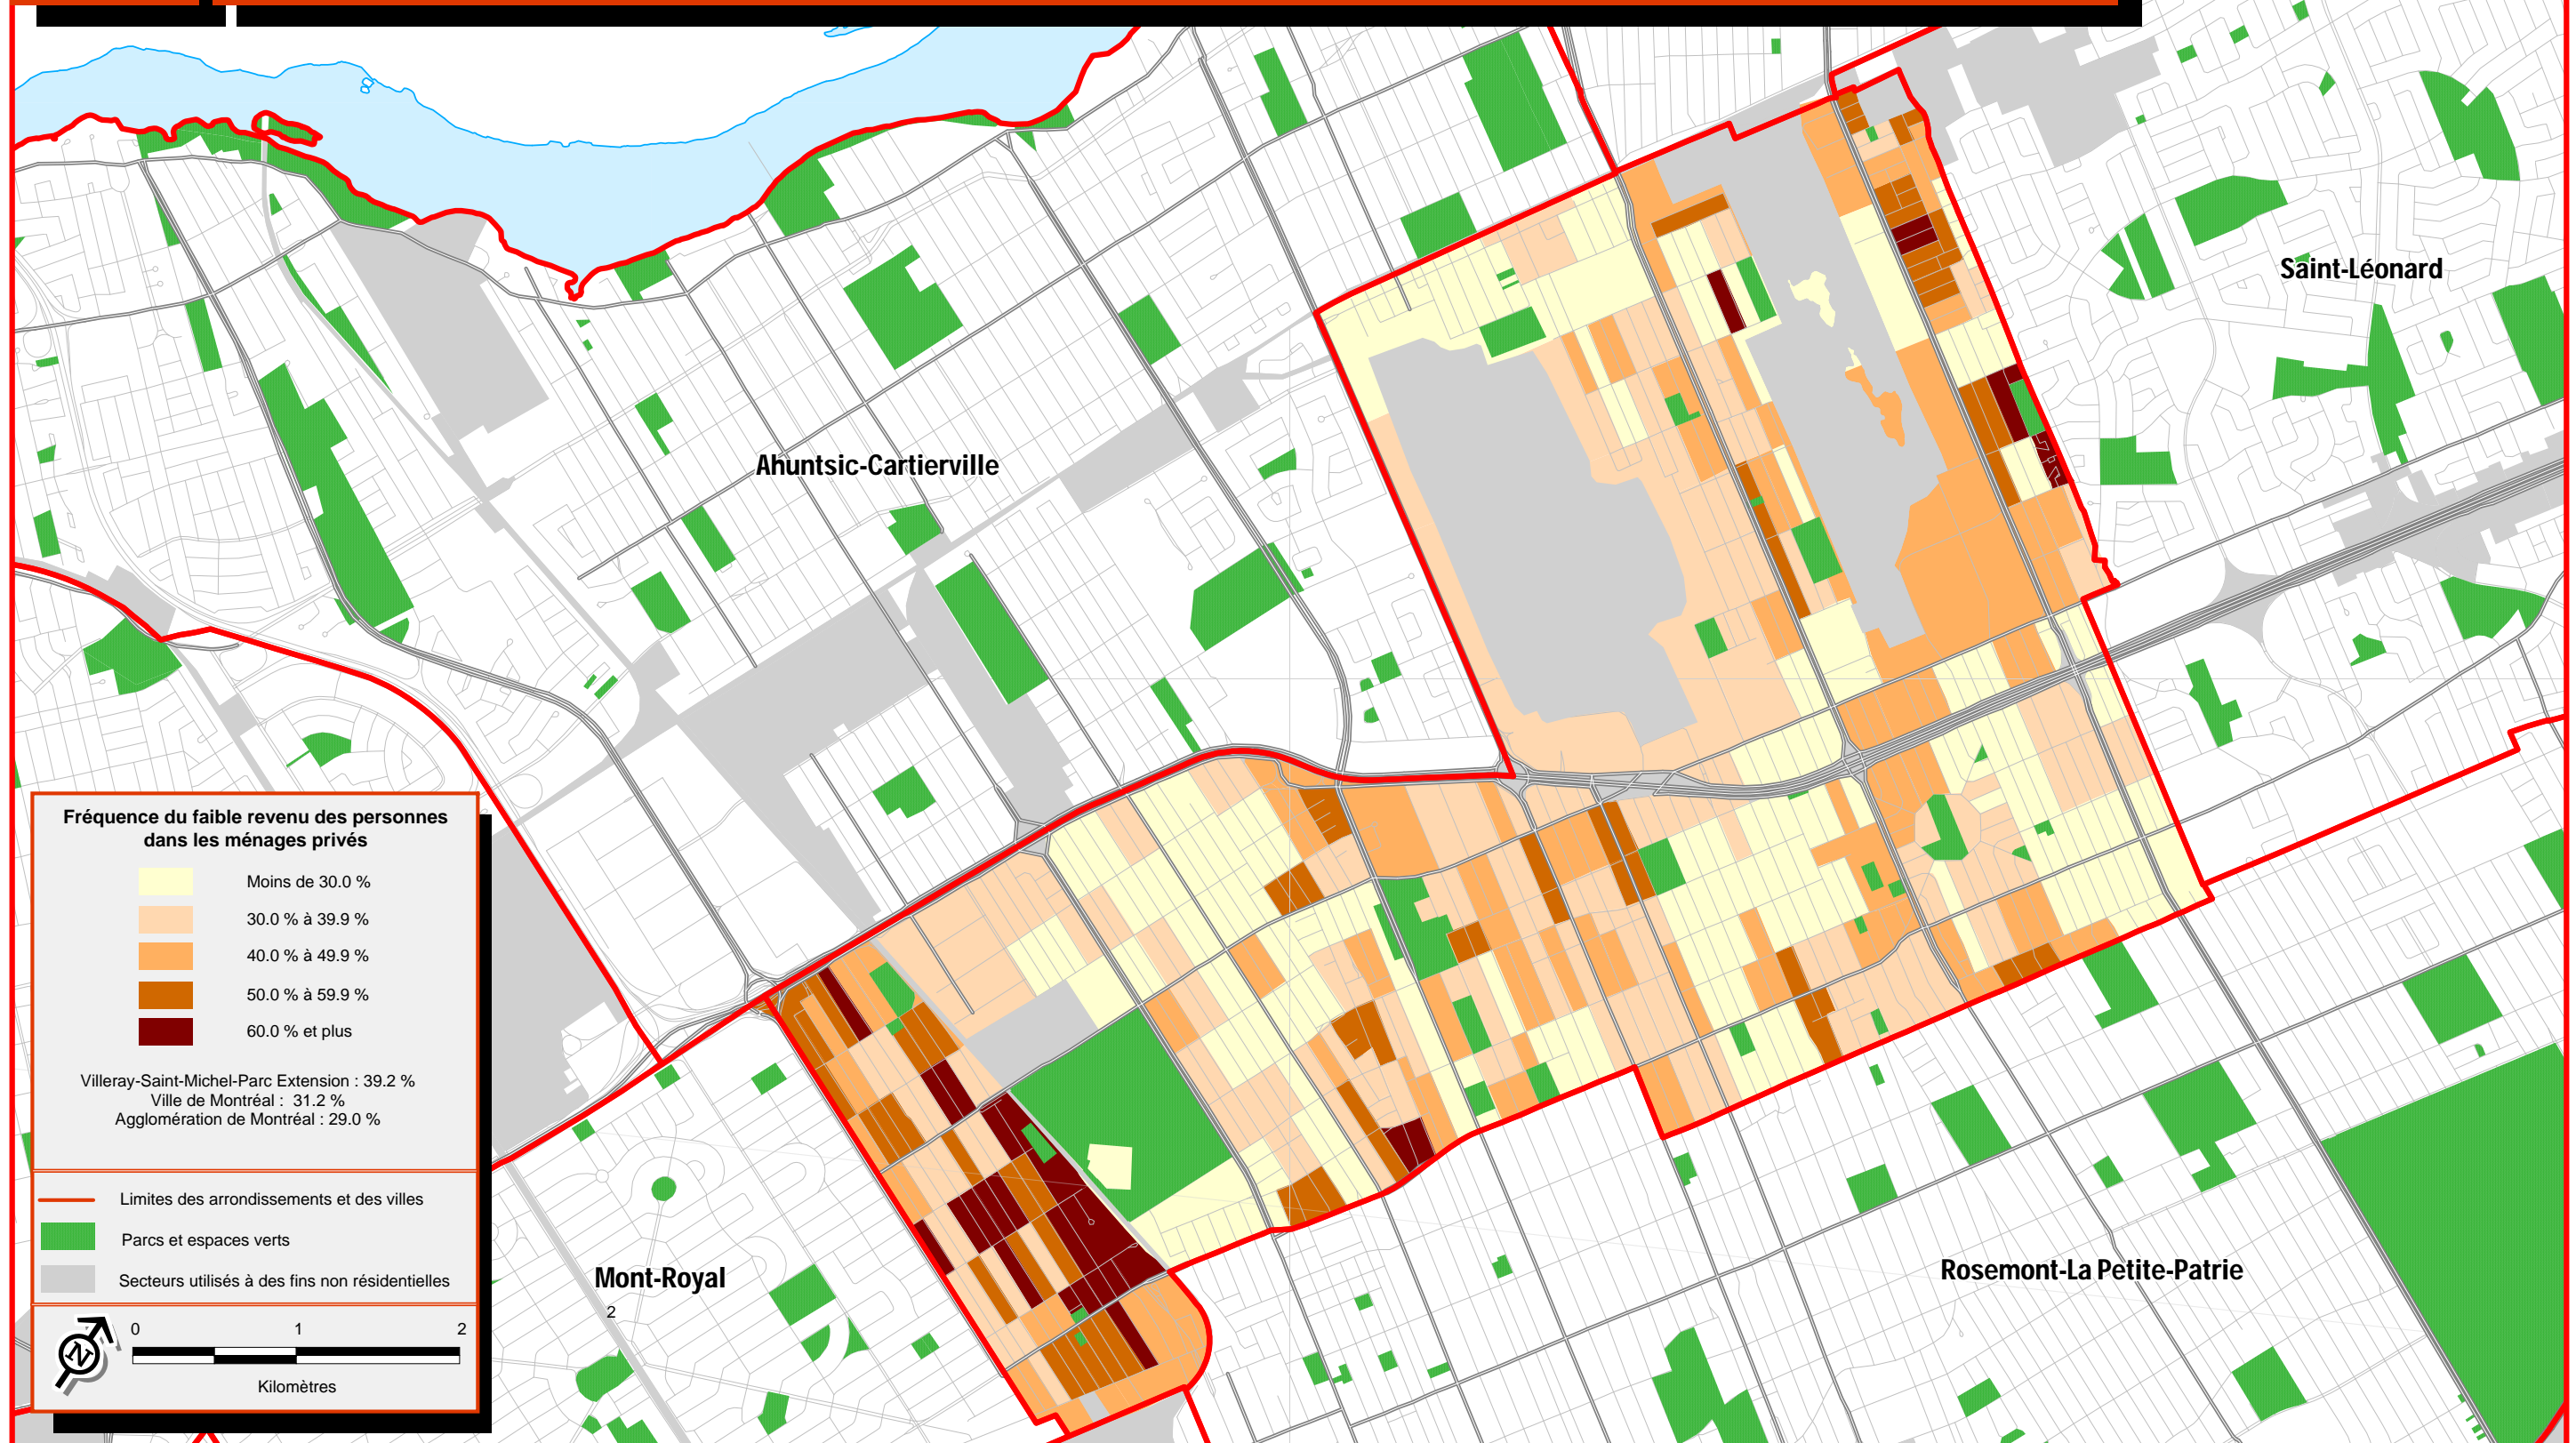 Saint-Léonard
Ahuntsic-Cartierville
Mont-Royal
2
Rosemont-La Petite-Patrie
Fréquence du faible revenu des personnes
dans les ménages privés
Moins de 30.0 %
30.0 % à 39.9 %
40.0 % à 49.9 %
50.0 % à 59.9 %
60.0 % et plus
Villeray-Saint-Michel-Parc Extension : 39.2 %
Ville de Montréal : 31.2 %
Agglomération de Montréal : 29.0 %
Limites des arrondissements et des villes
Parcs et espaces verts
Secteurs utilisés à des fins non résidentielles
N
0 1 2
Kilomètres